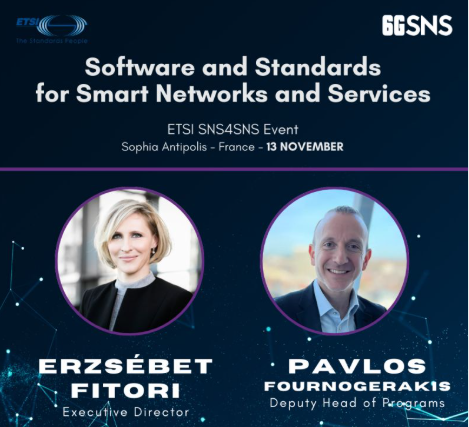 ETSI
The Standards People
6GSNS
Software and Standards
for Smart Networks and Services
ETSI SNS4SNS Event
Sophia Antipolis - France - 13 NOVEMBER
ERZSÉBET
FITORI
Executive Director
PAVLOS
FOURNOGERAKIS
Deputy Head of Programs